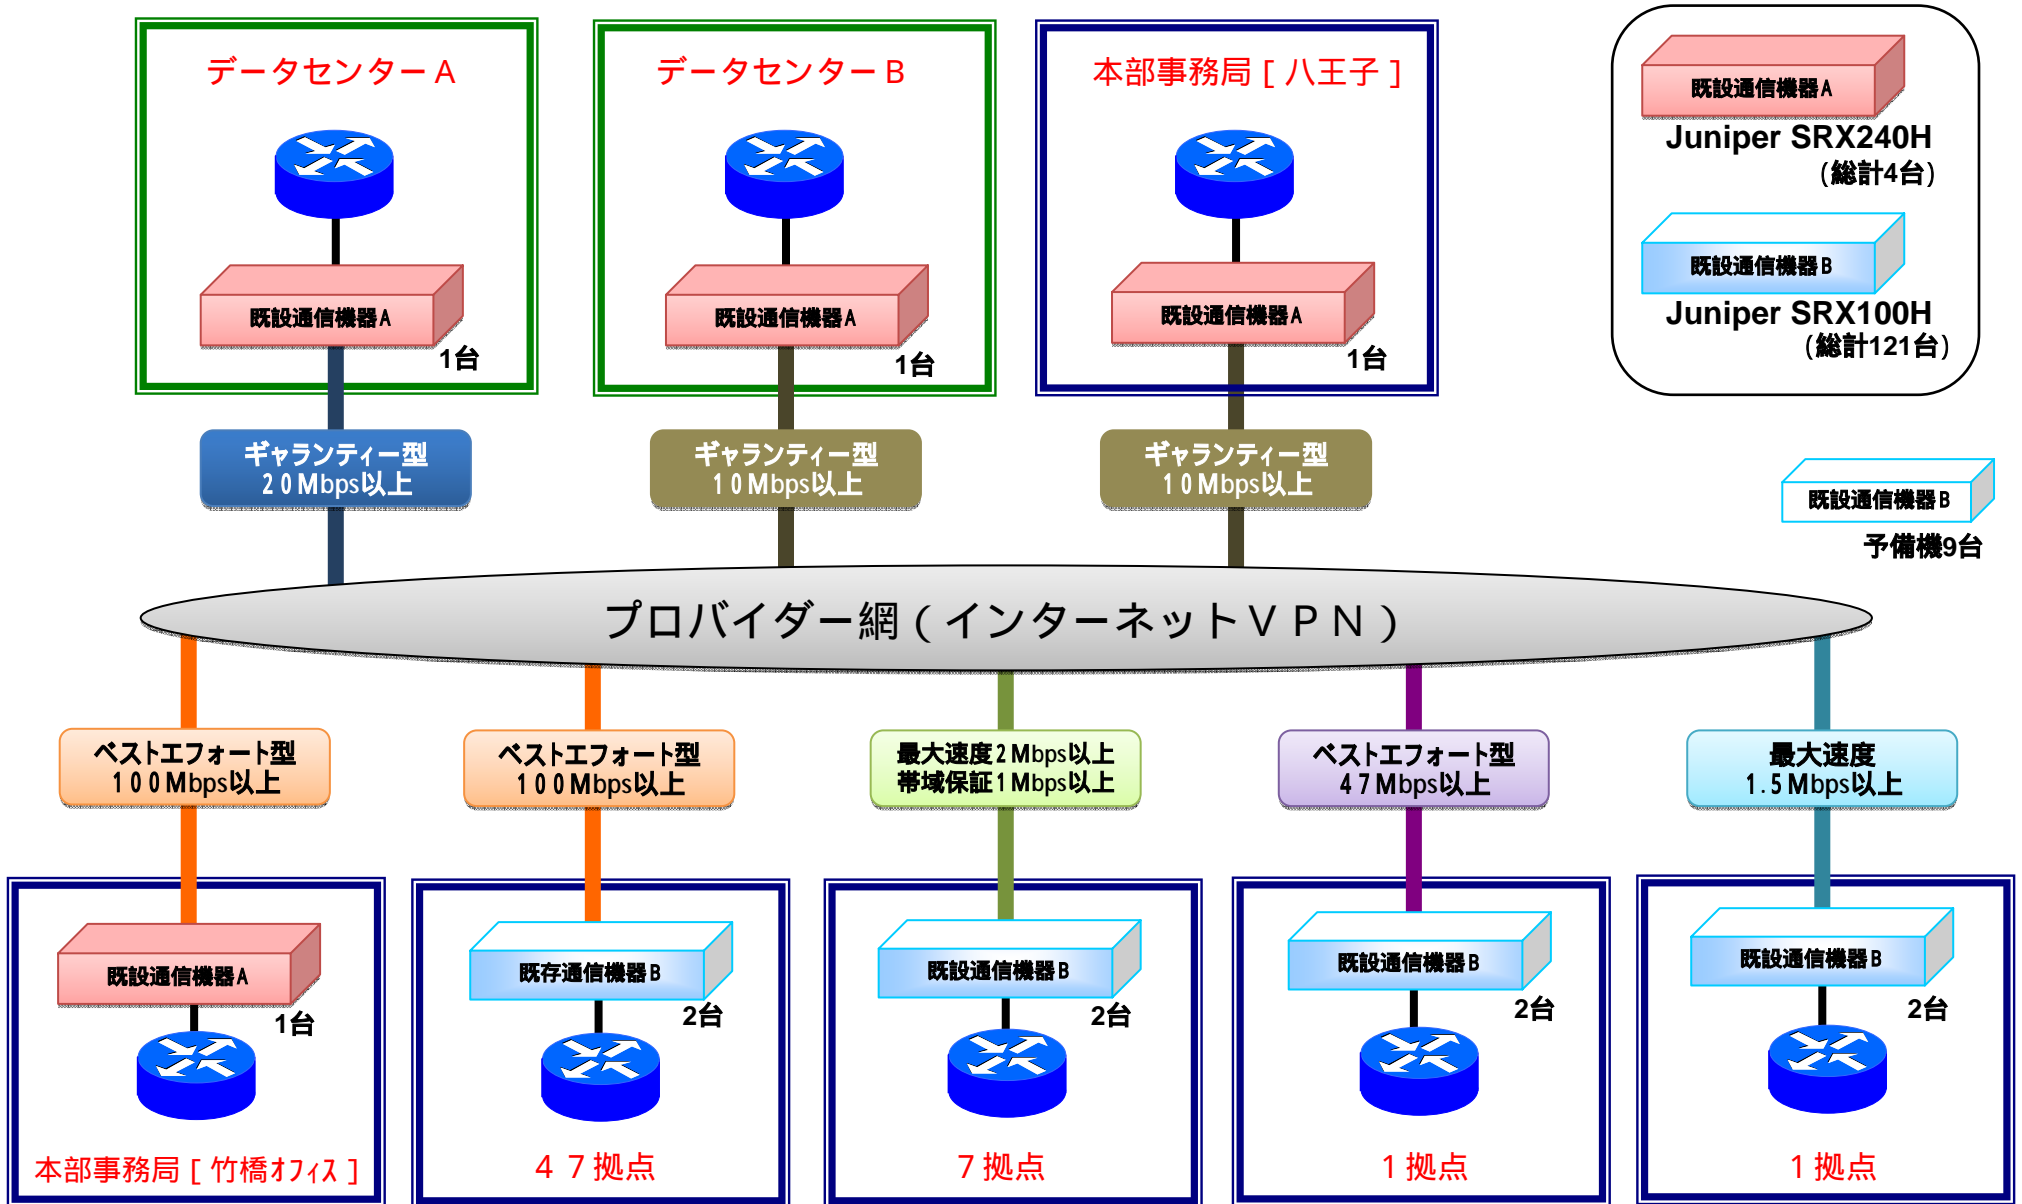 データセンターA
データセンターB
本部事務局[八王子]
既設通信機器A
Juniper SRX240H
(総計4台)
既設通信機器B
Juniper SRX100H
(総計121台)
既設通信機器A
1台
既設通信機器A
1台
既設通信機器A
1台
ギャランティー型
20Mbps以上
ギャランティー型
10Mbps以上
ギャランティー型
10Mbps以上
既設通信機器B
予備機9台
プロバイダー網(インターネットVPN)
ベストエフォート型
100Mbps以上
ベストエフォート型
100Mbps以上
最大速度2Mbps以上
帯域保証1Mbps以上
ベストエフォート型
47Mbps以上
最大速度
1.5Mbps以上
既設通信機器A
1台
既存通信機器B
2台
既設通信機器B
2台
既設通信機器B
2台
既設通信機器B
2台
本部事務局[竹橋オフィス]
47拠点
7拠点
1拠点
1拠点